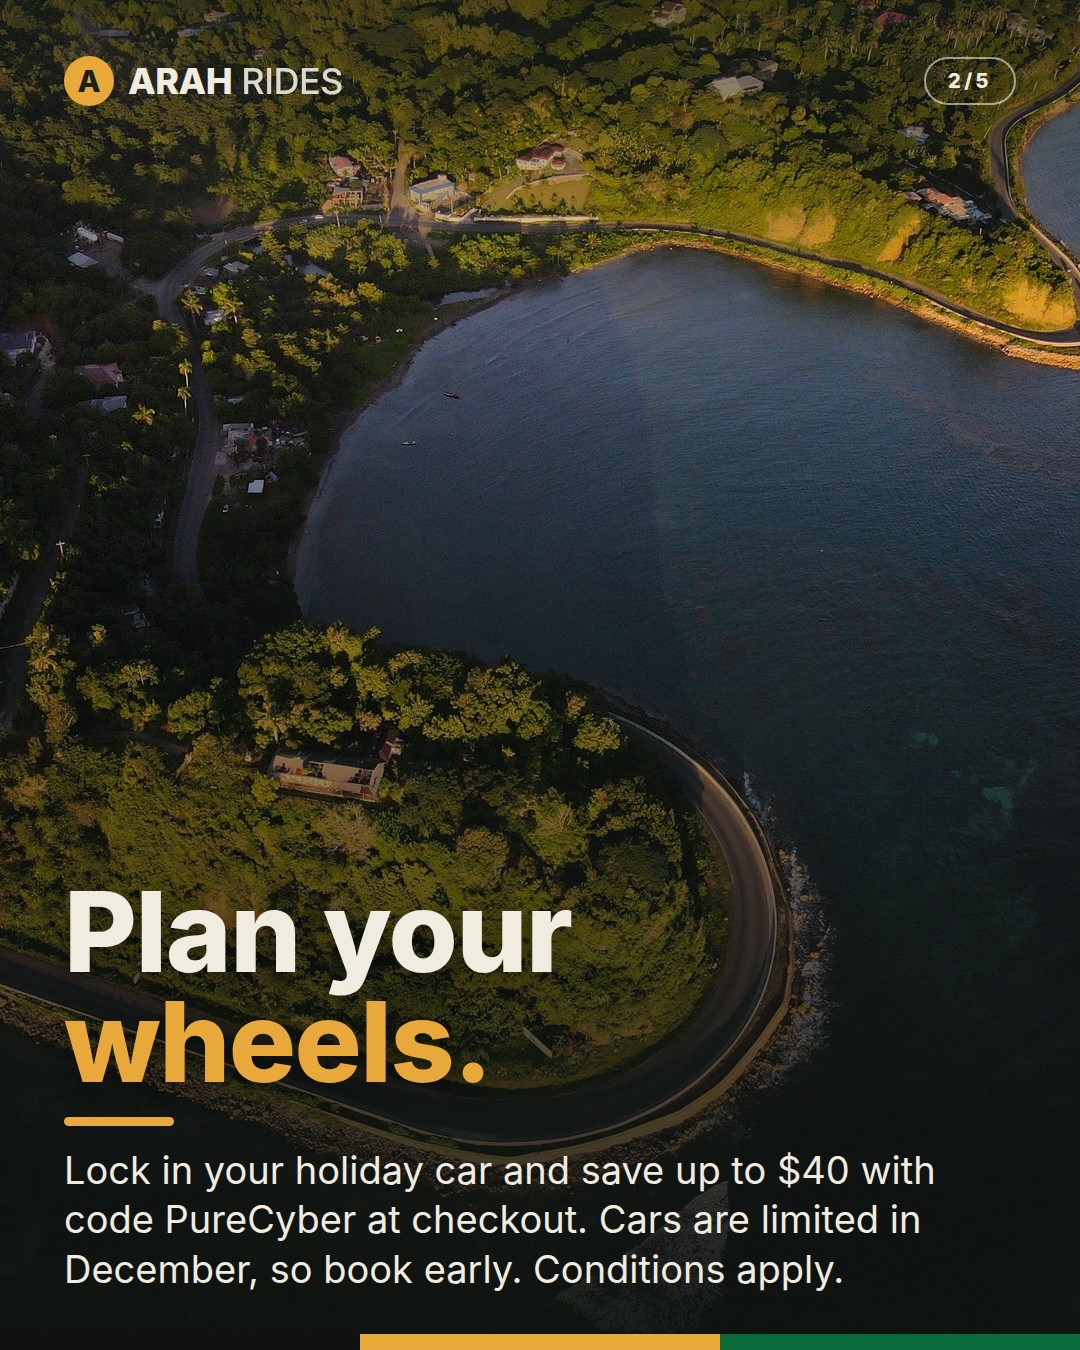 A ARAH RIDES
2/5
Plan your
wheels.
Lock in your holiday car and save up to $40 with
code PureCyber at checkout. Cars are limited in
December, so book early. Conditions apply.